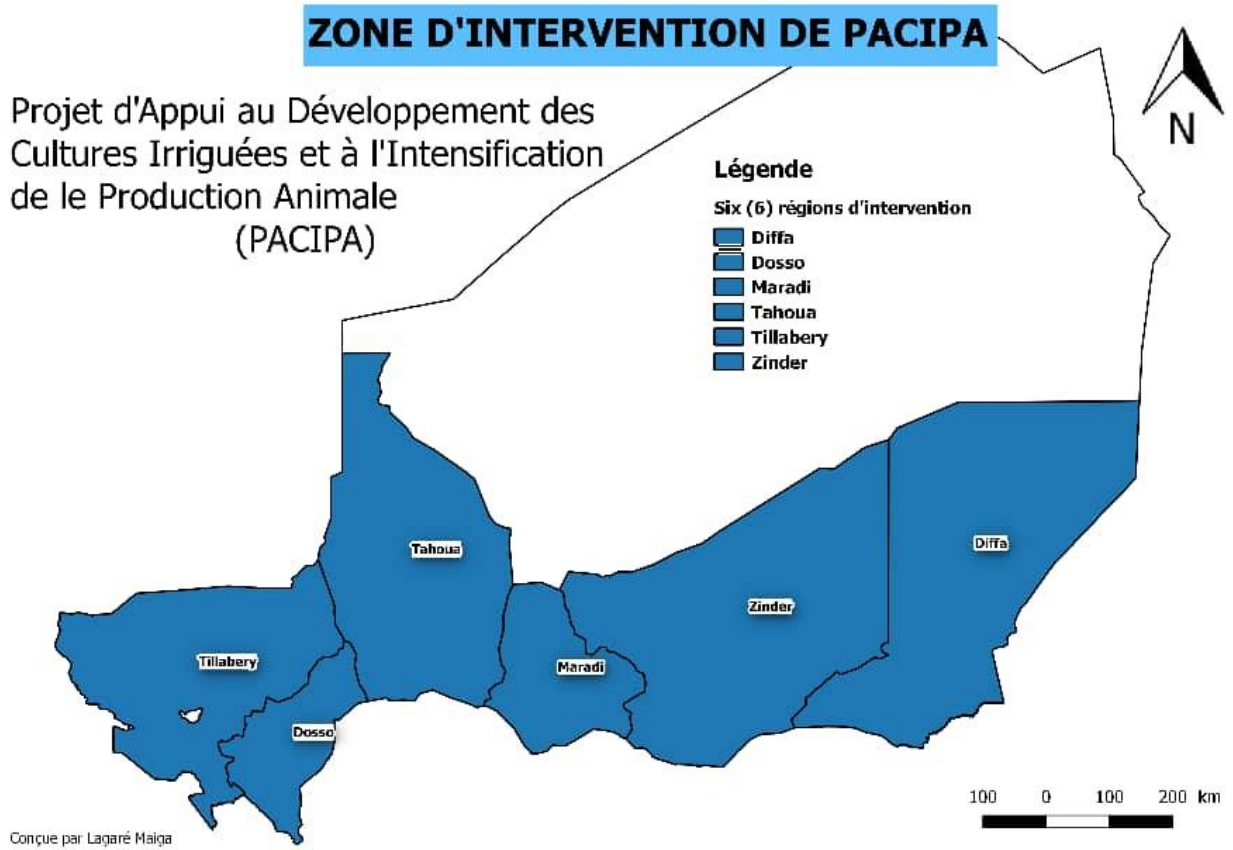 ZONE D'INTERVENTION DE PACIPA
Projet d'Appui au Développement des
Cultures Irriguées et à l'Intensification
de le Production Animale
(PACIPA)
N
Légende
Six (6) régions d'intervention
Diffa
Dosso
Maradi
Tahoua
Tillabery
Zinder
Tahoua
Diffa
Zinder
Tillabery
Maradi
Dosso
100 0 100 200 km
Conçue par Lagaré Maiga